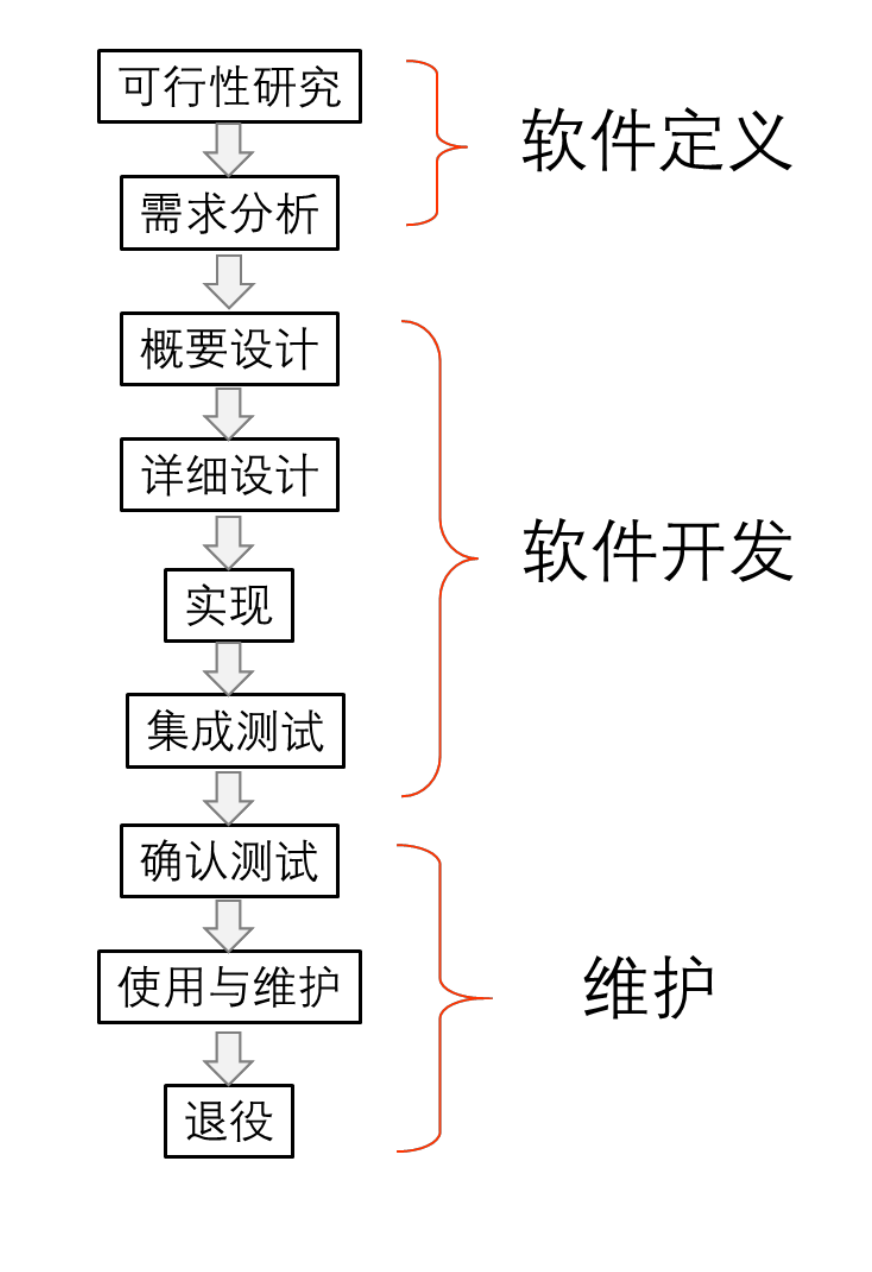 可行性研究
软件定义
需求分析
概要设计
详细设计
软件开发
实现
集成测试
确认测试
使用与维护
维护
退役